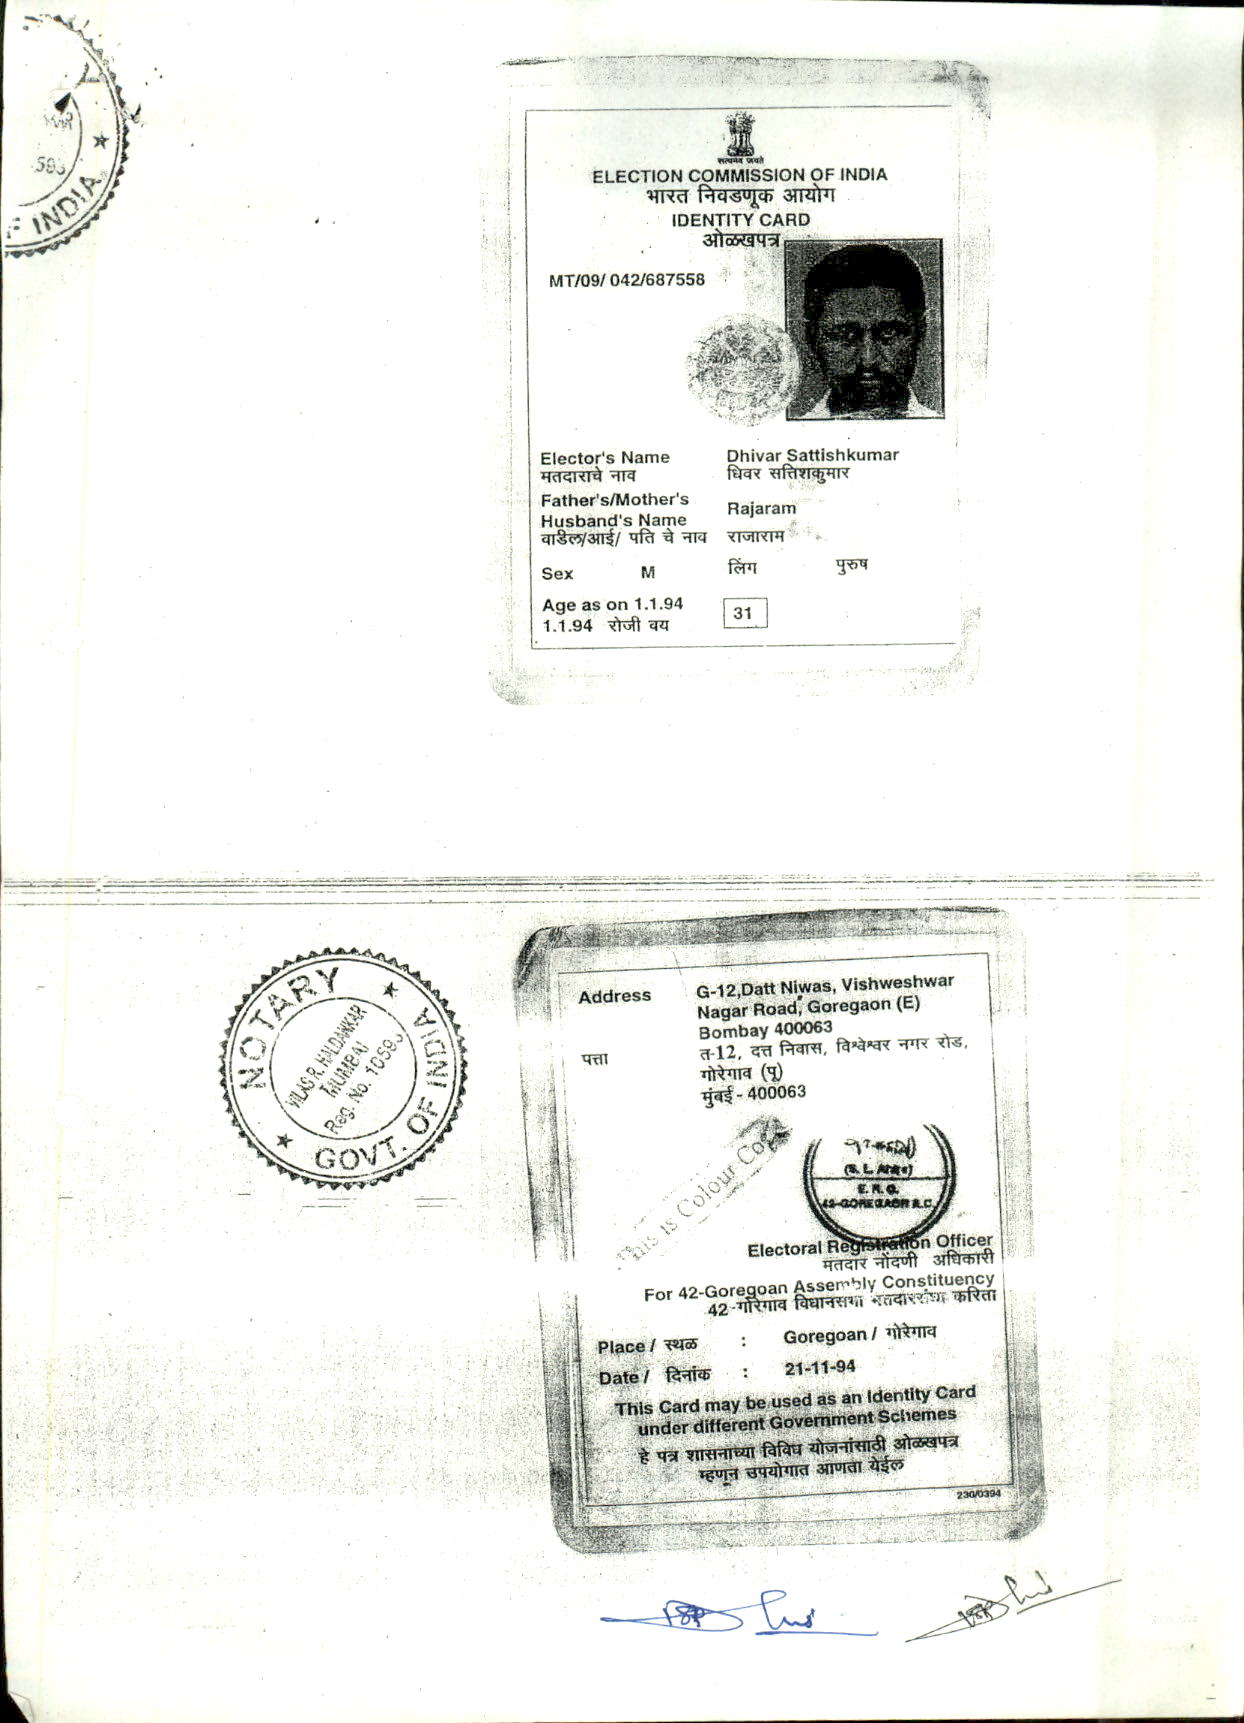 OF INDIA
सत्यमेव जयते
ELECTION COMMISSION OF INDIA
भारत निवडणूक आयोग
IDENTITY CARD
ओळखपत्र
MT/09/ 042/687558
Elector's Name Dhivar Sattishkumar
मतदाराचे नाव धिवर सत्तिशकुमार
Father's/Mother's
Husband's Name Rajaram
वाडिल/आई/ पति चे नाव राजाराम
Sex M लिंग पुरुष
Age as on 1.1.94 31
1.1.94 रोजी वय
NOTARY
VILAS R. HALDANKAR
MUMBAI
Reg. No. 10593
GOVT. OF INDIA
Address G-12,Datt Niwas, Vishweshwar
Nagar Road, Goregaon (E)
Bombay 400063
पत्ता त-12, दत्त निवास, विश्वेश्वर नगर रोड,
गोरेगाव (पू)
मुंबई - 400063
This is Colour Copy
E. R. O.
42-GOREGAON A.C.
Electoral Registration Officer
मतदार नोंदणी अधिकारी
For 42-Goregoan Assembly Constituency
42-गोरेगाव विधानसभा मतदारसंघा करिता
Place / स्थळ : Goregoan / गोरेगाव
Date / दिनांक : 21-11-94
This Card may be used as an Identity Card
under different Government Schemes
हे पत्र शासनाच्या विविध योजनांसाठी ओळखपत्र
म्हणून उपयोगात आणता येईल
230/0394